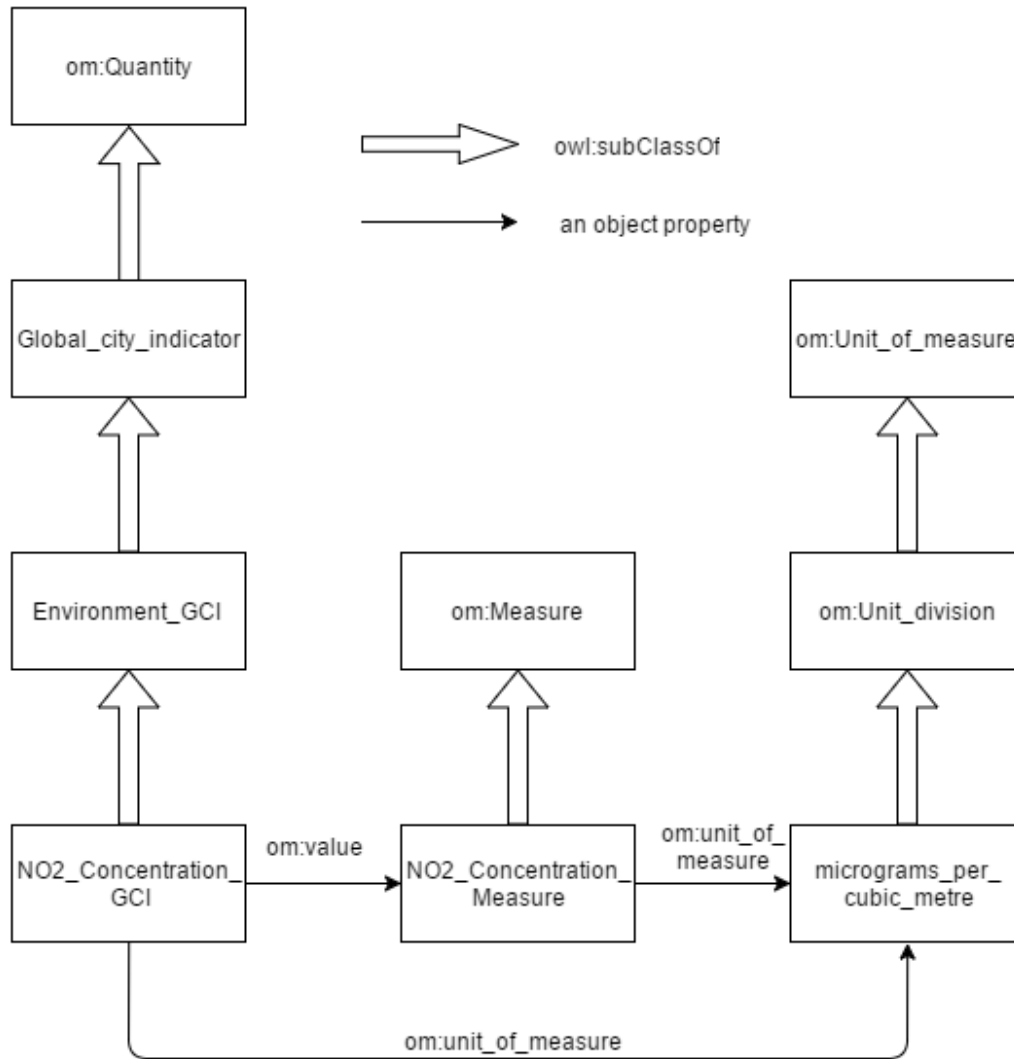 om:Quantity
owl:subClassOf
an object property
Global_city_indicator
om:Unit_of_measure
Environment_GCI
om:Measure
om:Unit_division
NO2_Concentration_
GCI
om:value
NO2_Concentration_
Measure
om:unit_of_
measure
micrograms_per_
cubic_metre
om:unit_of_measure